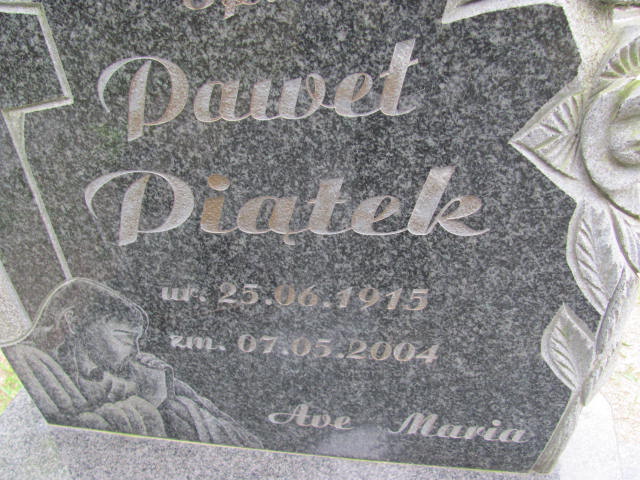 Paweł
Piątek
ur. 25.06.1915
zm. 07.05.2004
Ave Maria